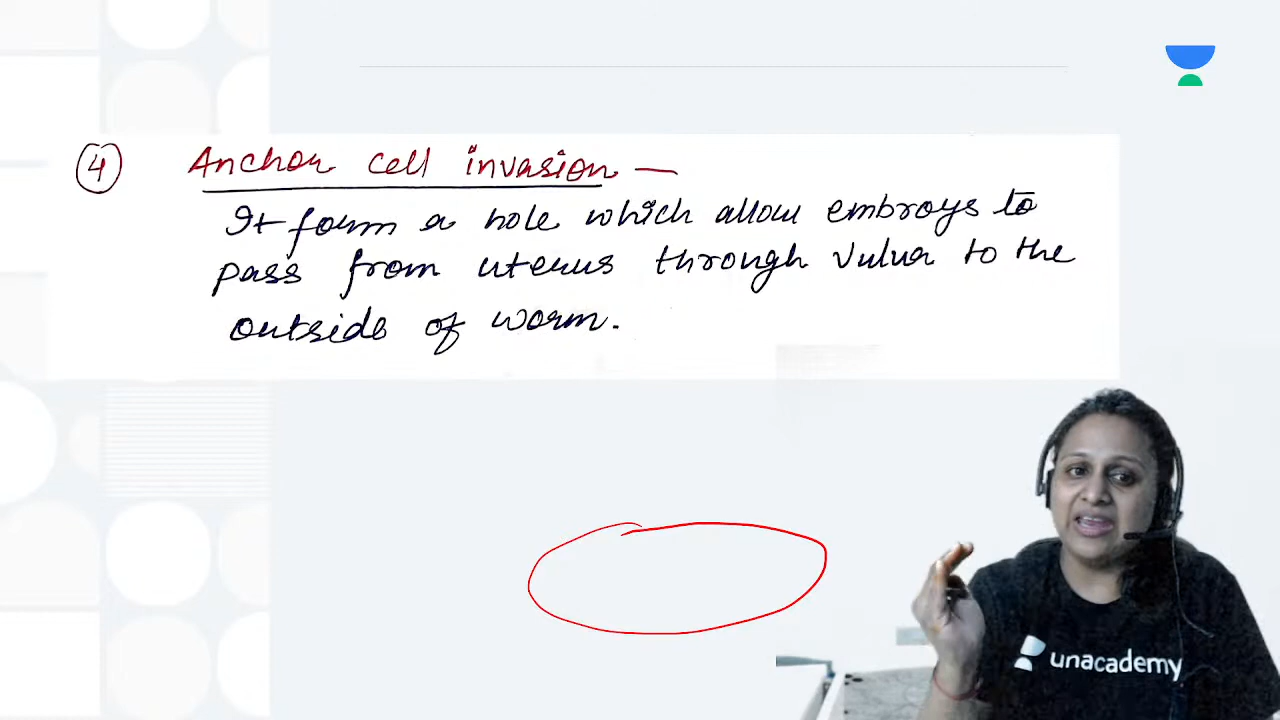 4 Anchor cell invasion —
It form a hole which allow embroys to
pass from uterus through vulva to the
outside of worm.
unacademy